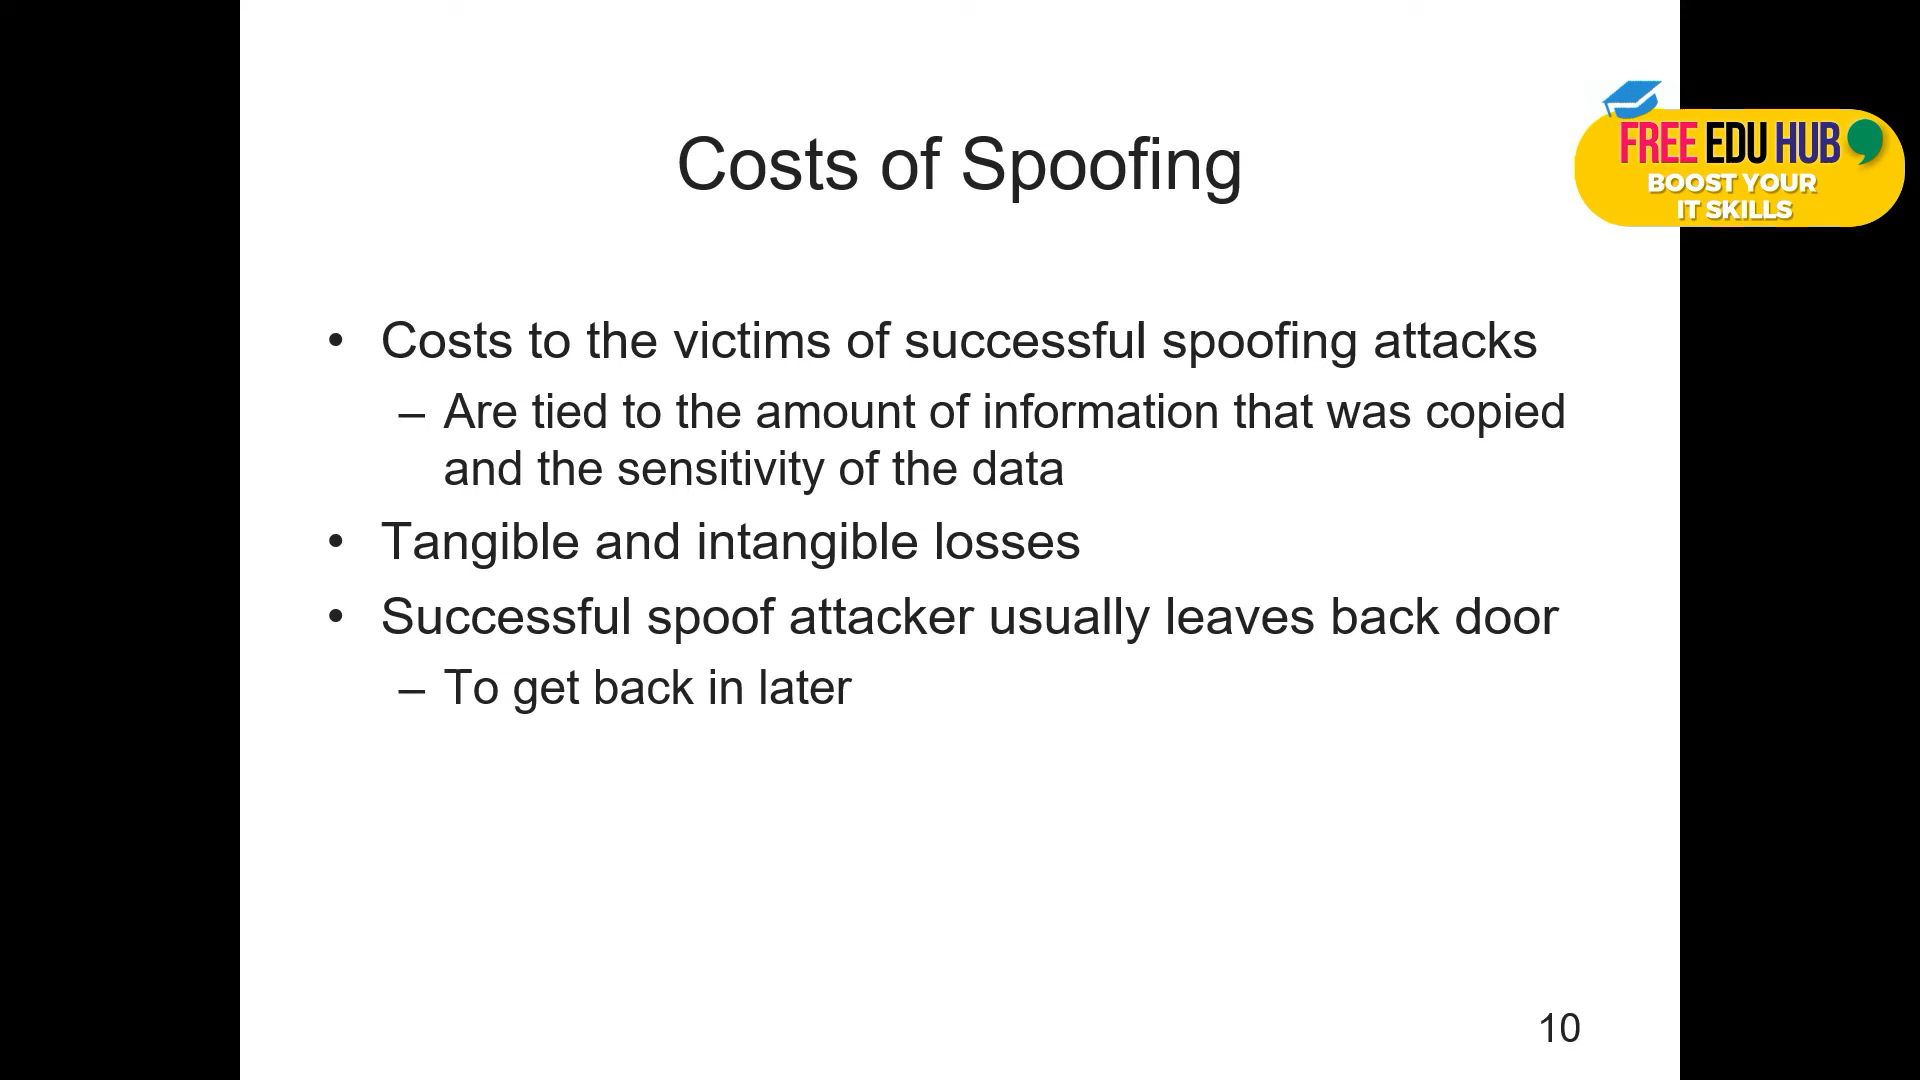 Costs of Spoofing
FREE EDU HUB
BOOST YOUR
IT SKILLS
• Costs to the victims of successful spoofing attacks
– Are tied to the amount of information that was copied
and the sensitivity of the data
• Tangible and intangible losses
• Successful spoof attacker usually leaves back door
– To get back in later
10